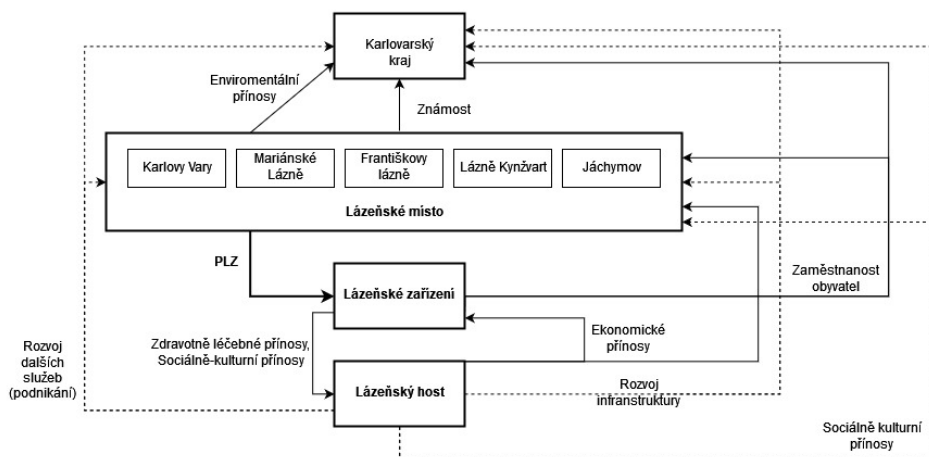 Karlovarský
kraj
Enviromentální
přínosy
Známost
Karlovy Vary
Mariánské
Lázně
Františkovy
lázně
Lázně Kynžvart
Jáchymov
Lázeňské místo
PLZ
Lázeňské zařízení
Zaměstnanost
obyvatel
Zdravotně léčebné přínosy,
Sociálně-kulturní přínosy
Ekonomické
přínosy
Rozvoj
dalších
služeb
(podnikání)
Lázeňský host
Rozvoj
infranstruktury
Sociálně kulturní
přínosy